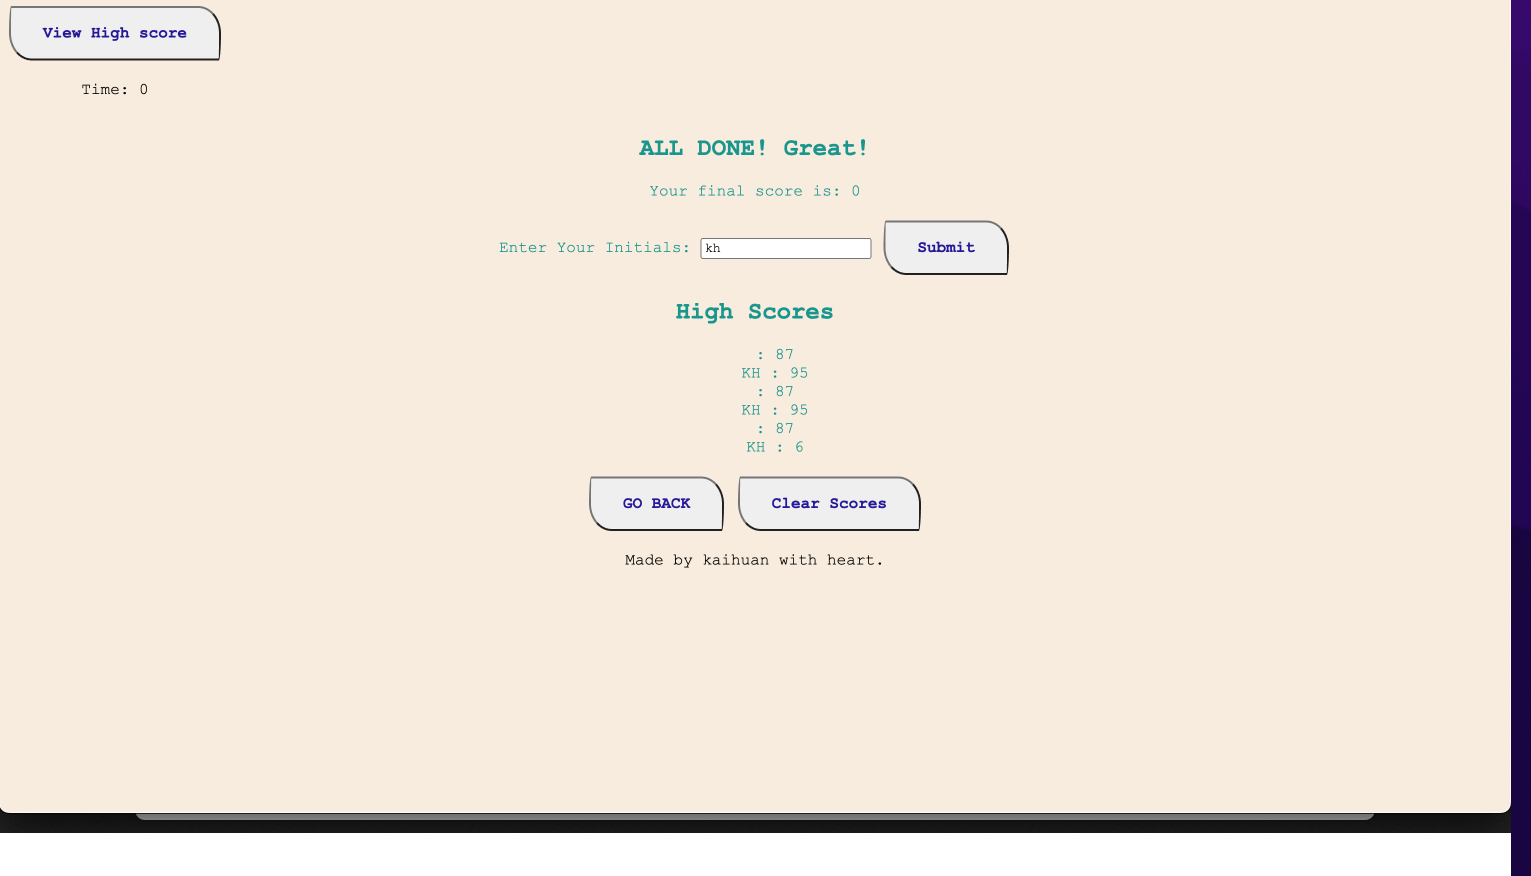 View High score
Time: 0
ALL DONE! Great!
Your final score is: 0
Enter Your Initials: kh Submit
High Scores
: 87
KH : 95
: 87
KH : 95
: 87
KH : 6
GO BACK Clear Scores
Made by kaihuan with heart.